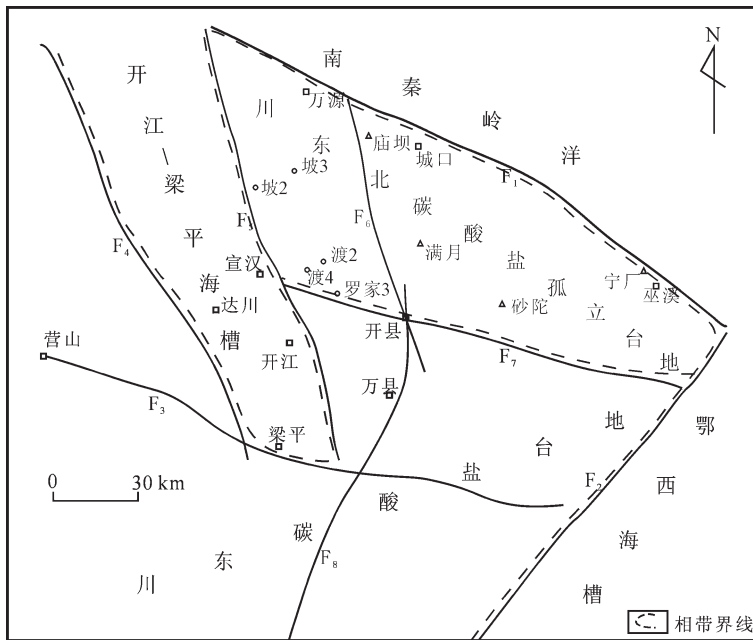 N
南秦岭洋
开江—梁平海槽
川东北碳酸盐孤立台地
万源
庙坝
城口
坡3
坡2
F₁
F₅
F₆
F₄
满月
渡2
渡4
宣汉
罗家3
宁厂
巫溪
砂陀
达川
开县
营山
开江
F₇
万县
F₃
梁平
鄂西海槽
F₂
川东碳酸盐台地
F₈
0 30 km
相带界线